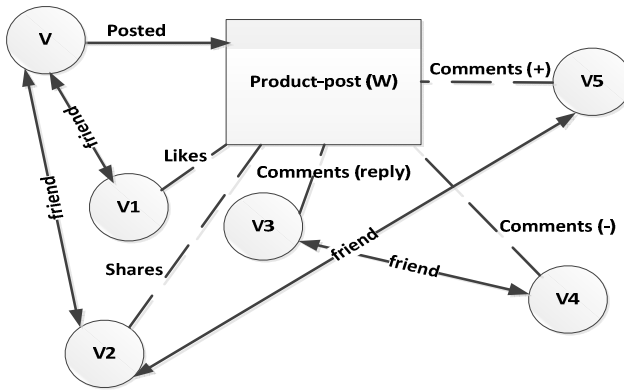 V
Posted
Product-post (W)
Comments (+)
V5
friend
Likes
Comments (reply)
V1
V3
friend
Comments (-)
friend
friend
Shares
V4
V2